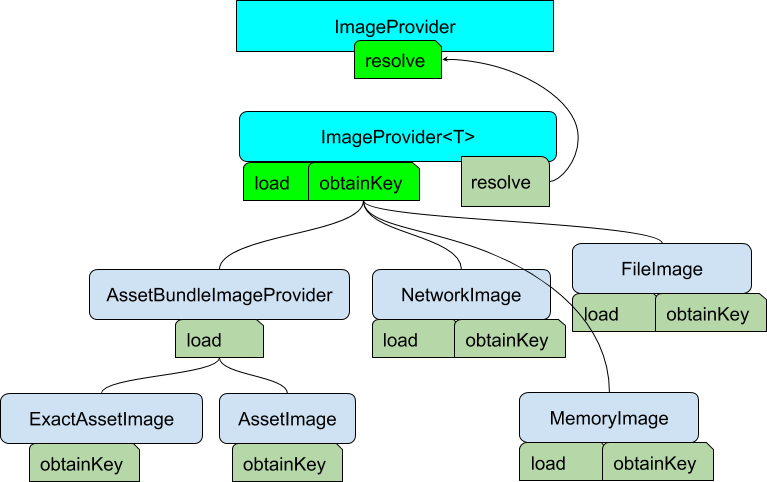 ImageProvider
resolve
ImageProvider<T>
load
obtainKey
resolve
AssetBundleImageProvider
load
NetworkImage
load
obtainKey
FileImage
load
obtainKey
ExactAssetImage
obtainKey
AssetImage
obtainKey
MemoryImage
load
obtainKey